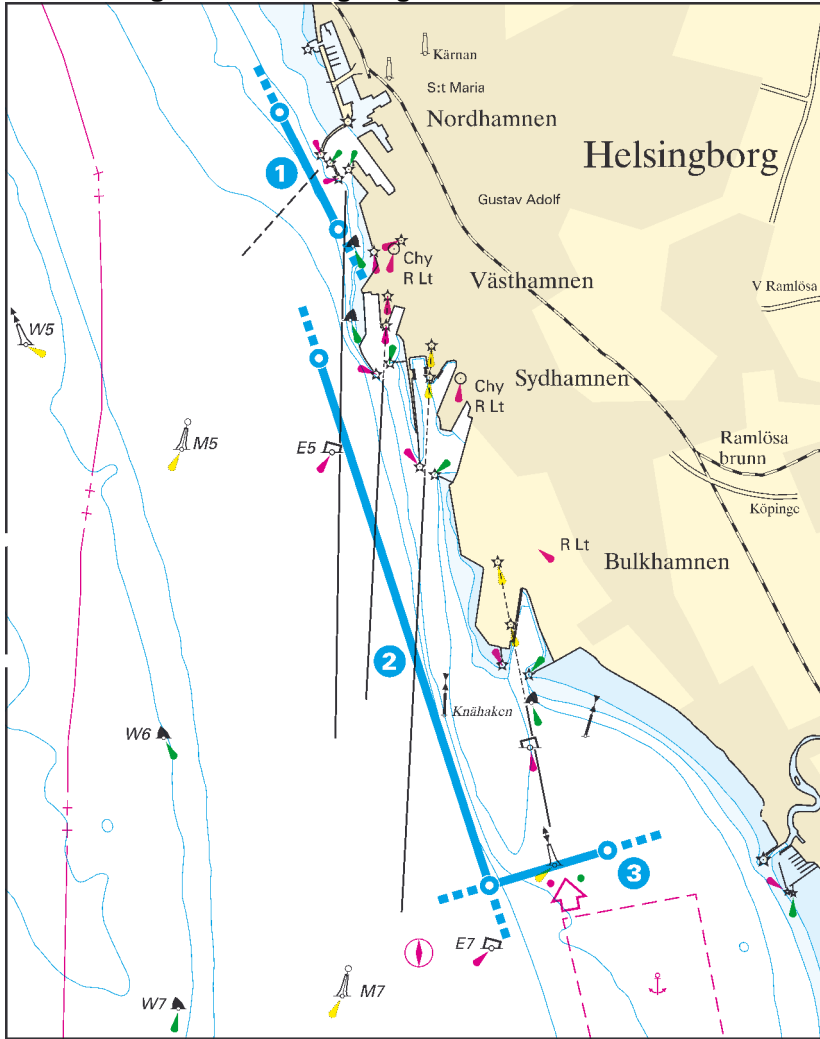 Kärnan
S:t Maria
Nordhamnen
Helsingborg
1
Gustav Adolf
Chy
R Lt
Västhamnen
V Ramlösa
W5
Sydhamnen
Chy
R Lt
M5
E5
Ramlösa
brunn
Köpinge
R Lt
Bulkhamnen
2
Knähaken
W6
3
E7
M7
W7